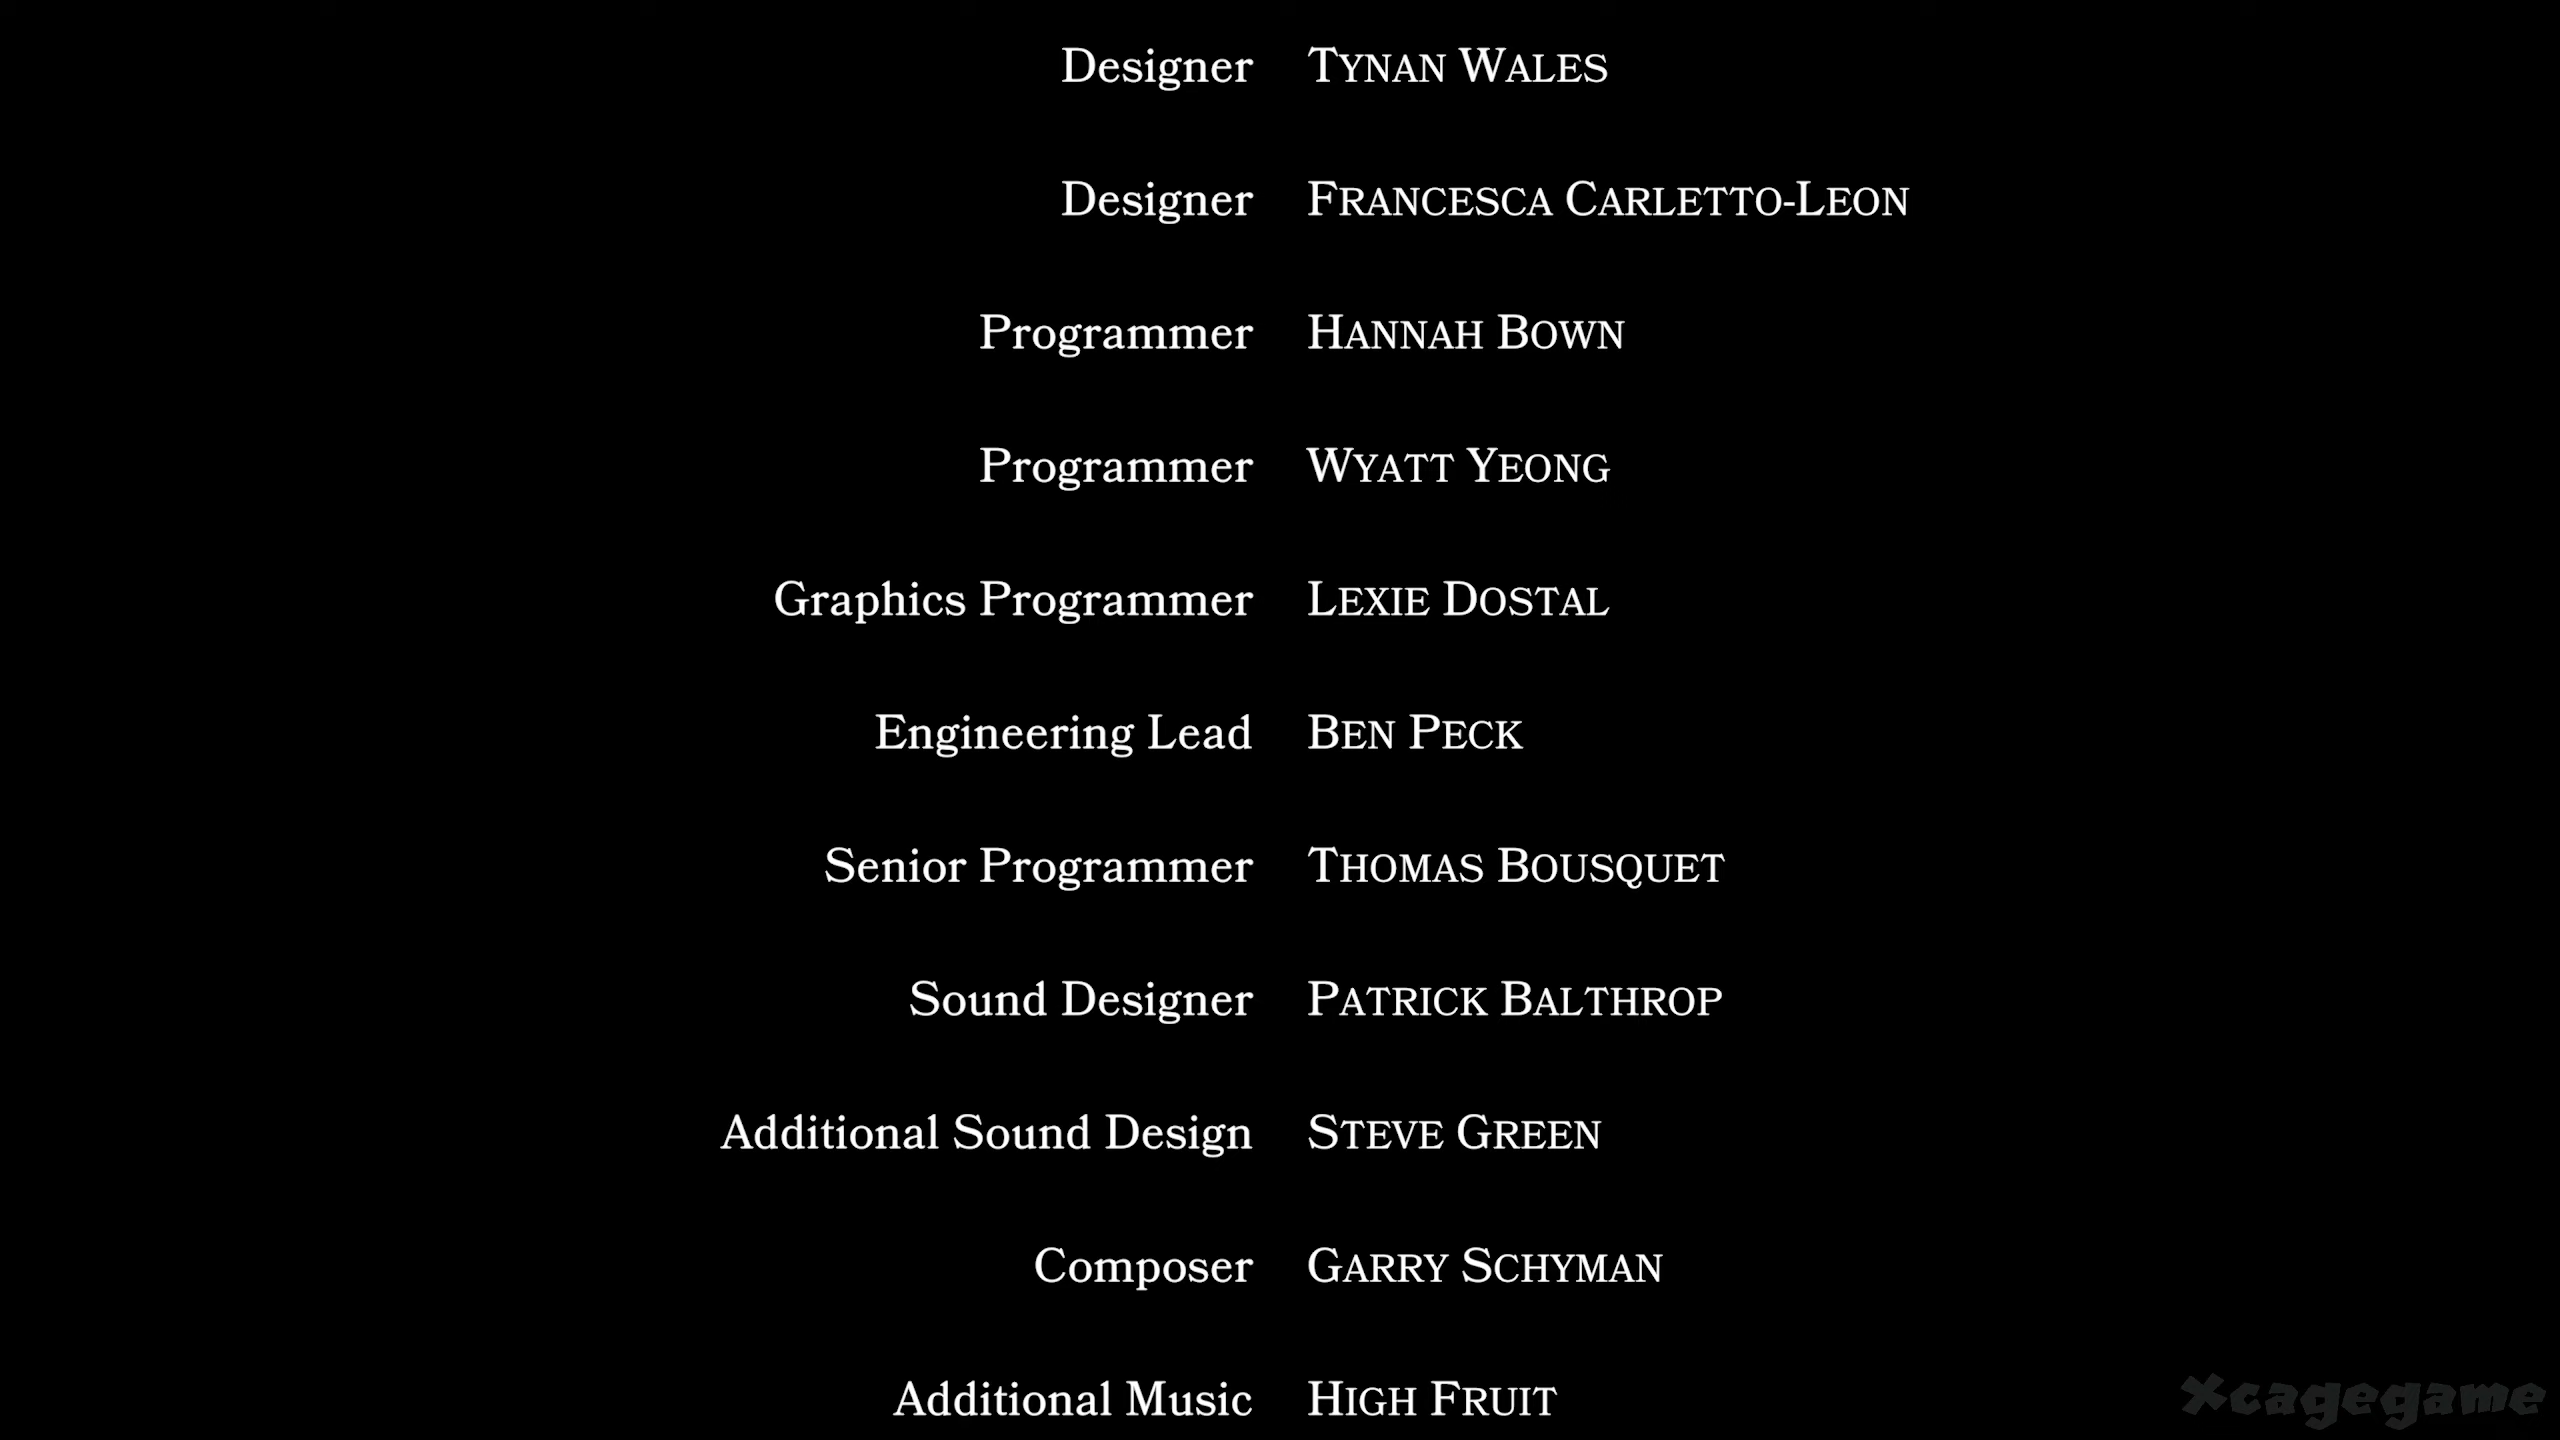 Designer TYNAN WALES
Designer FRANCESCA CARLETTO-LEON
Programmer HANNAH BOWN
Programmer WYATT YEONG
Graphics Programmer LEXIE DOSTAL
Engineering Lead BEN PECK
Senior Programmer THOMAS BOUSQUET
Sound Designer PATRICK BALTHROP
Additional Sound Design STEVE GREEN
Composer GARRY SCHYMAN
Additional Music HIGH FRUIT
Xcagegame